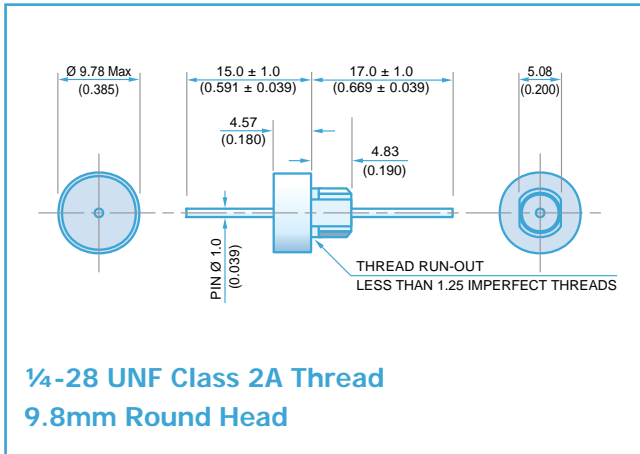 Ø 9.78 Max
(0.385)
15.0 ± 1.0
(0.591 ± 0.039)
17.0 ± 1.0
(0.669 ± 0.039)
5.08
(0.200)
4.57
(0.180)
4.83
(0.190)
PIN Ø 1.0
(0.039)
THREAD RUN-OUT
LESS THAN 1.25 IMPERFECT THREADS
¼-28 UNF Class 2A Thread
9.8mm Round Head